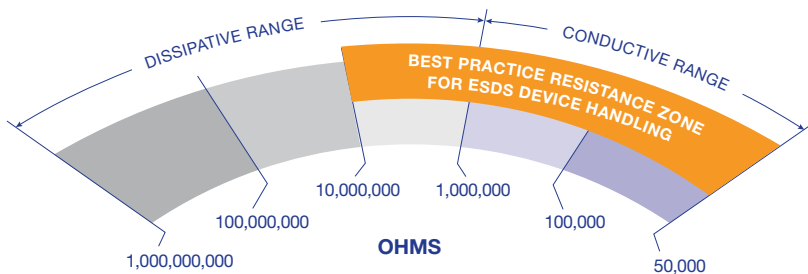 DISSIPATIVE RANGE
CONDUCTIVE RANGE
BEST PRACTICE RESISTANCE ZONE
FOR ESDS DEVICE HANDLING
1,000,000,000
100,000,000
10,000,000
1,000,000
100,000
50,000
OHMS